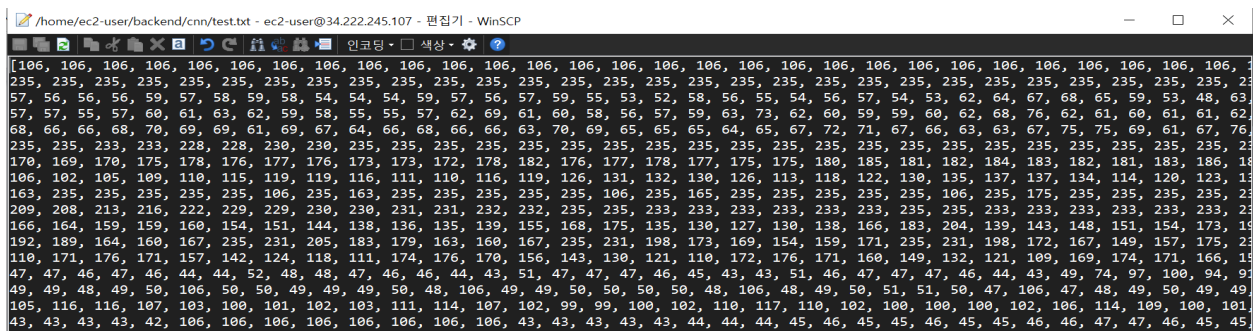 /home/ec2-user/backend/cnn/test.txt - ec2-user@34.222.245.107 - 편집기 - WinSCP
인코딩 색상
[106, 106, 106, 106, 106, 106, 106, 106, 106, 106, 106, 106, 106, 106, 106, 106, 106, 106, 106, 106, 106, 106, 106, 106, 106, 106, 106, 106, 106,
235, 235, 235, 235, 235, 235, 235, 235, 235, 235, 235, 235, 235, 235, 235, 235, 235, 235, 235, 235, 235, 235, 235, 235, 235, 235, 235, 235, 235,
57, 56, 56, 56, 59, 57, 58, 59, 58, 54, 54, 54, 59, 57, 56, 57, 59, 55, 53, 52, 58, 56, 55, 54, 56, 57, 54, 53, 62, 64, 67, 68, 65, 59, 53, 48, 63
57, 57, 55, 57, 60, 61, 63, 62, 59, 58, 55, 55, 57, 62, 69, 61, 60, 58, 56, 57, 59, 63, 73, 62, 60, 59, 59, 60, 62, 68, 76, 62, 61, 60, 61, 61, 62,
68, 66, 66, 68, 70, 69, 69, 61, 69, 67, 64, 66, 68, 66, 66, 63, 70, 69, 65, 65, 65, 64, 65, 67, 72, 71, 67, 66, 63, 63, 67, 75, 75, 69, 61, 67, 76
235, 235, 233, 233, 228, 228, 230, 230, 235, 235, 235, 235, 235, 235, 235, 235, 235, 235, 235, 235, 235, 235, 235, 235, 235, 235, 235, 235, 235,
170, 169, 170, 175, 178, 176, 177, 176, 173, 173, 172, 178, 182, 176, 177, 178, 177, 175, 175, 180, 185, 181, 182, 184, 183, 182, 181, 183, 186,
106, 102, 105, 109, 110, 115, 119, 119, 116, 111, 110, 116, 119, 126, 131, 132, 130, 126, 113, 118, 122, 130, 135, 137, 137, 134, 114, 120, 123,
163, 235, 235, 235, 235, 235, 106, 235, 163, 235, 235, 235, 235, 235, 106, 235, 165, 235, 235, 235, 235, 235, 106, 235, 175, 235, 235, 235, 235,
209, 208, 213, 216, 222, 229, 229, 230, 230, 231, 231, 232, 232, 235, 235, 233, 233, 233, 233, 233, 233, 235, 235, 233, 233, 233, 233, 233, 233,
166, 164, 159, 159, 160, 154, 151, 144, 138, 136, 135, 139, 155, 168, 175, 135, 130, 127, 130, 138, 166, 183, 204, 139, 143, 148, 151, 154, 173,
192, 189, 164, 160, 167, 235, 231, 205, 183, 179, 163, 160, 167, 235, 231, 198, 173, 169, 154, 159, 171, 235, 231, 198, 172, 167, 149, 157, 175,
110, 171, 176, 171, 157, 142, 124, 118, 111, 174, 176, 170, 156, 143, 130, 121, 110, 172, 176, 171, 160, 149, 132, 121, 109, 169, 174, 171, 166,
47, 47, 46, 47, 46, 44, 44, 52, 48, 48, 47, 46, 46, 44, 43, 51, 47, 47, 47, 46, 45, 43, 43, 51, 46, 47, 47, 47, 46, 44, 43, 49, 74, 97, 100, 94,
49, 49, 48, 49, 50, 106, 50, 50, 49, 49, 49, 50, 48, 106, 49, 49, 50, 50, 50, 50, 48, 106, 48, 49, 50, 51, 51, 50, 47, 106, 47, 48, 49, 50, 49, 49,
105, 116, 116, 107, 103, 100, 101, 102, 103, 111, 114, 107, 102, 99, 99, 100, 102, 110, 117, 110, 102, 100, 100, 100, 102, 106, 114, 109, 100, 101
43, 43, 43, 43, 42, 106, 106, 106, 106, 106, 106, 106, 106, 43, 43, 43, 43, 43, 44, 44, 44, 45, 46, 45, 45, 46, 45, 45, 46, 46, 47, 47, 46, 45, 45